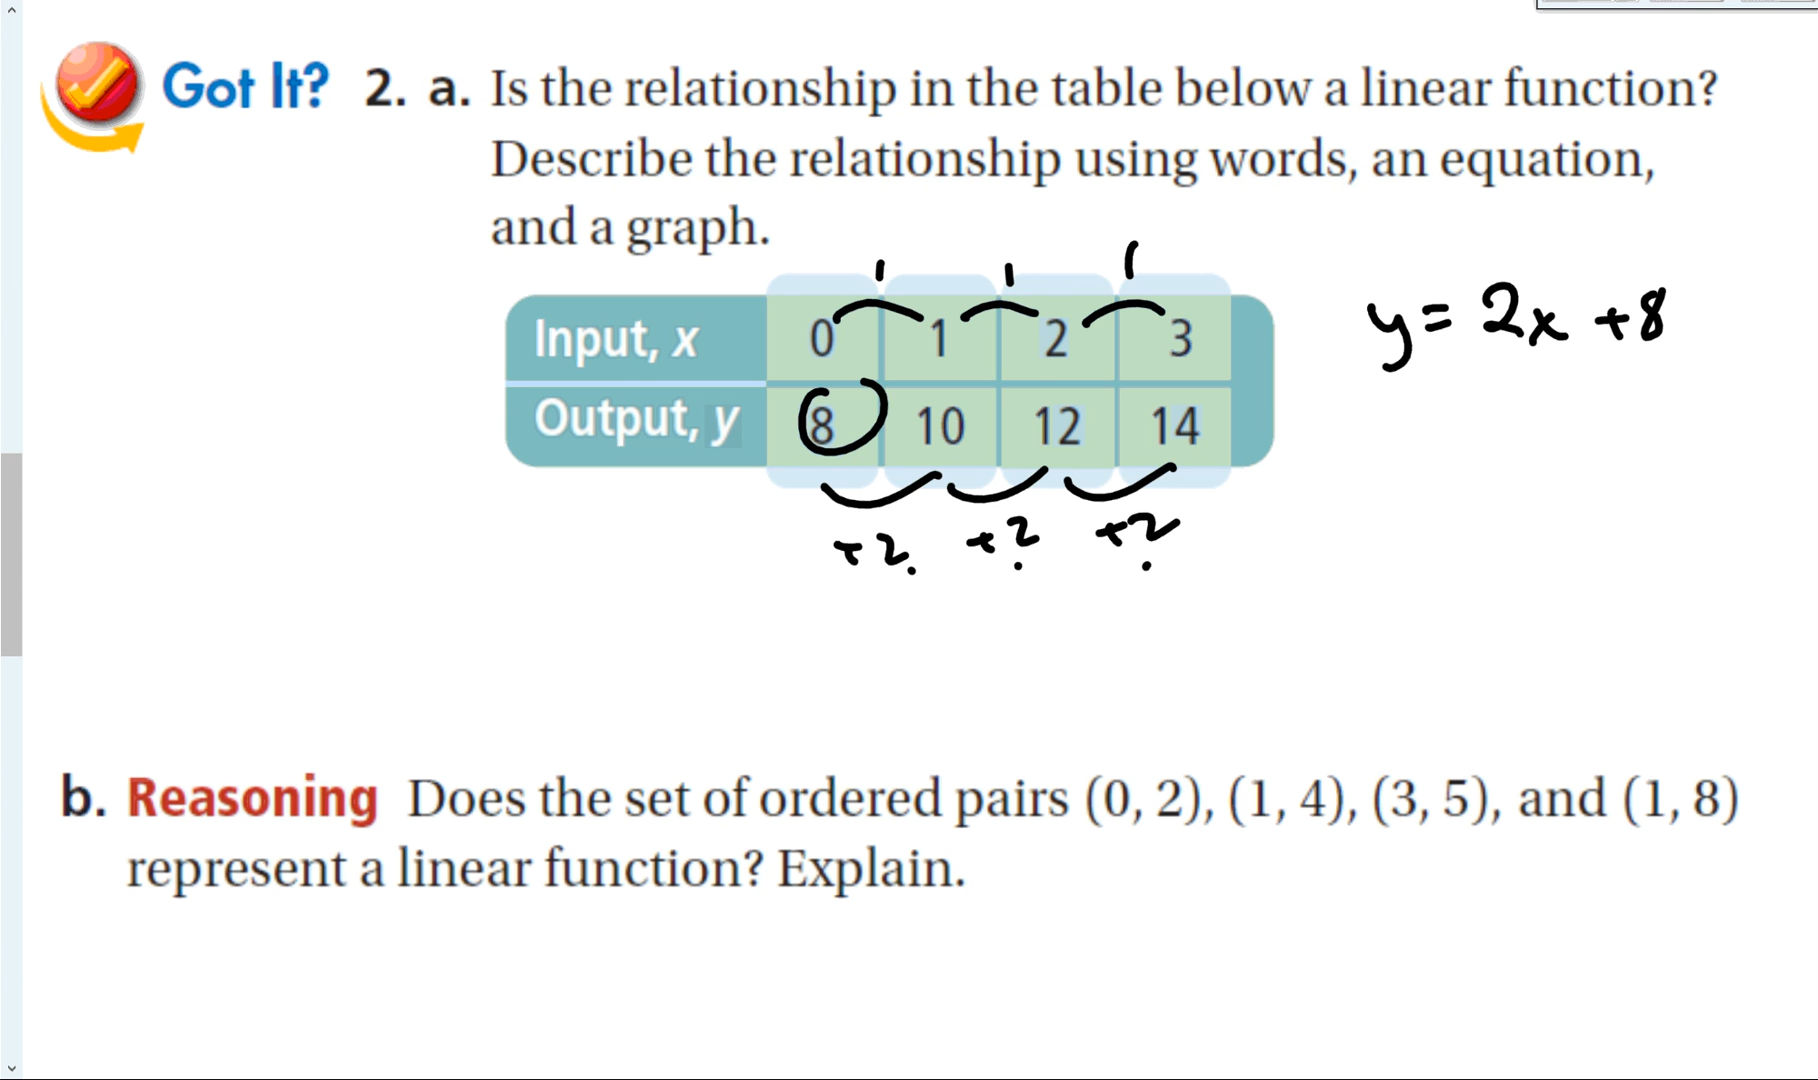 Got It? 2. a. Is the relationship in the table below a linear function?
Describe the relationship using words, an equation,
and a graph.
1 1 1
Input, x 0 1 2 3
y = 2x + 8
Output, y 8 10 12 14
+2 +2 +2
b. Reasoning Does the set of ordered pairs (0, 2), (1, 4), (3, 5), and (1, 8)
represent a linear function? Explain.